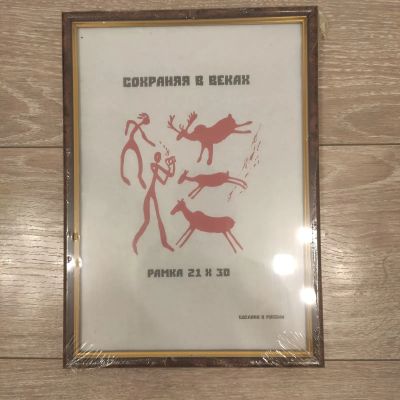 СОХРАНЯЯ В ВЕКАХ
РАМКА 21 X 30
СДЕЛАНО В РОССИИ